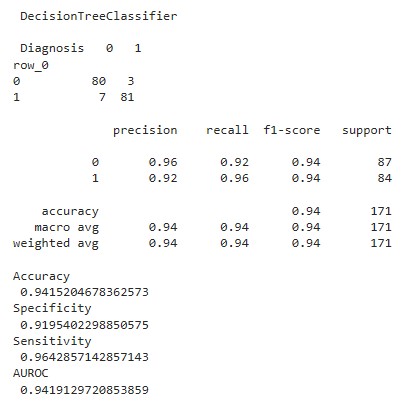 DecisionTreeClassifier
Diagnosis 0 1
row_0
0 80 3
1 7 81
precision recall f1-score support
0 0.96 0.92 0.94 87
1 0.92 0.96 0.94 84
accuracy 0.94 171
macro avg 0.94 0.94 0.94 171
weighted avg 0.94 0.94 0.94 171
Accuracy
0.9415204678362573
Specificity
0.9195402298850575
Sensitivity
0.9642857142857143
AUROC
0.9419129720853859